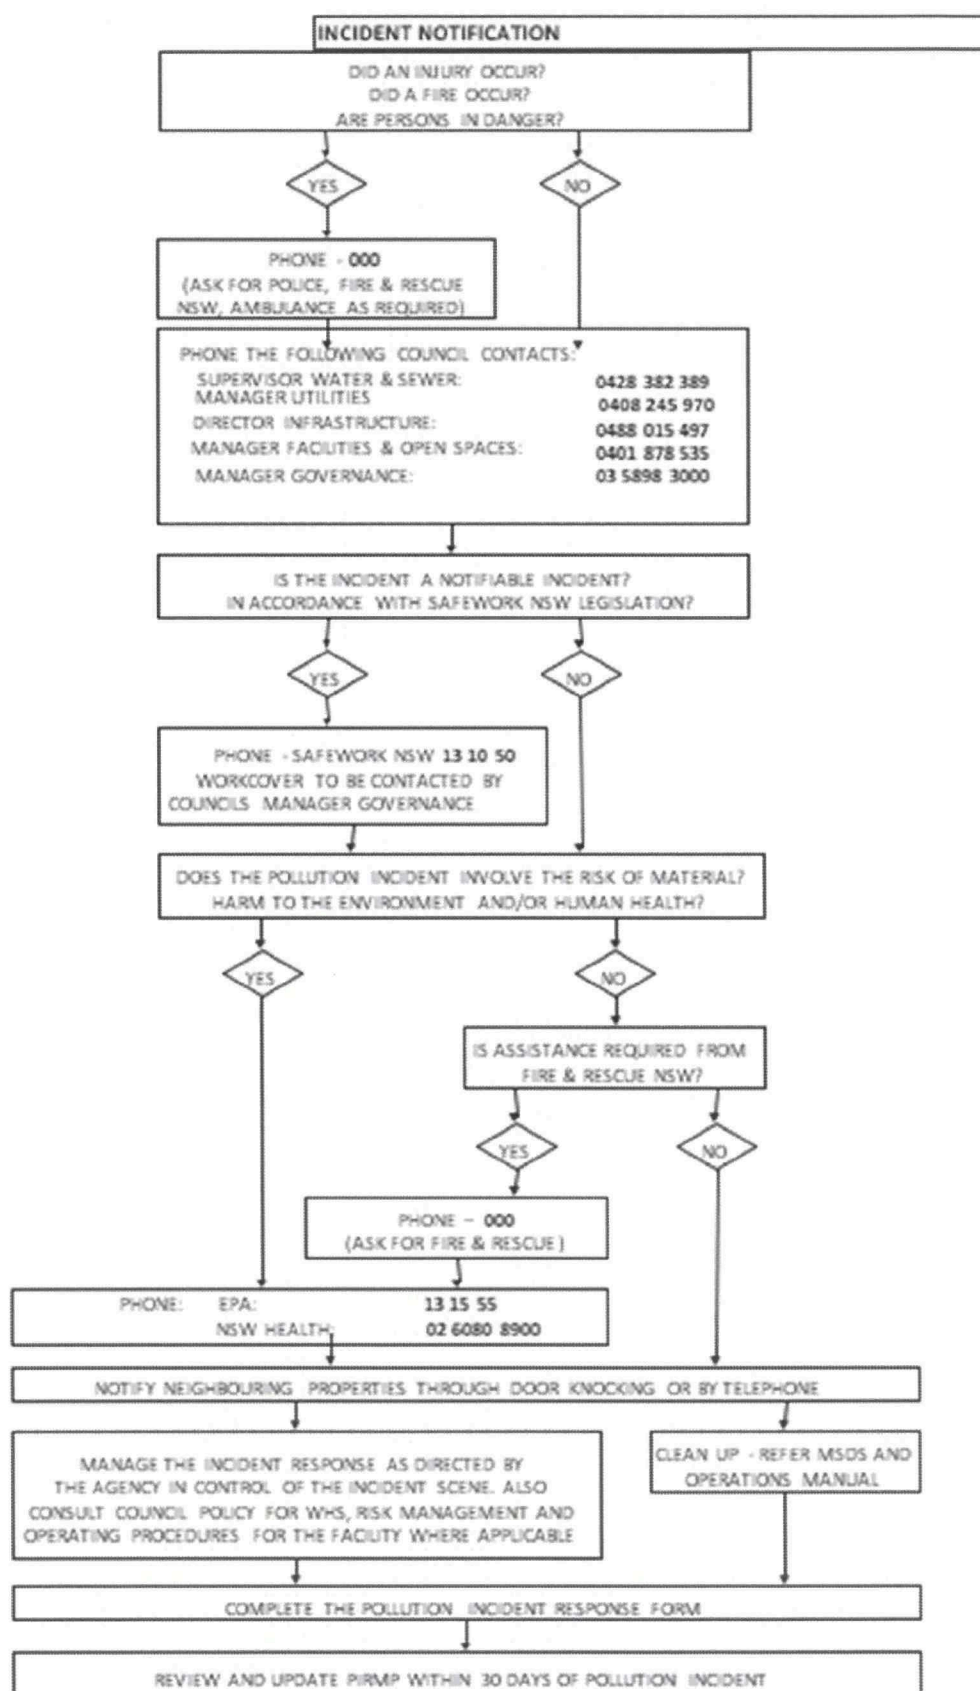 INCIDENT NOTIFICATION
DID AN INJURY OCCUR?
DID A FIRE OCCUR?
ARE PERSONS IN DANGER?
YES
NO
PHONE - 000
(ASK FOR POLICE, FIRE & RESCUE
NSW, AMBULANCE AS REQUIRED)
PHONE THE FOLLOWING COUNCIL CONTACTS:
SUPERVISOR WATER & SEWER: 0428 382 389
MANAGER UTILITIES 0408 245 970
DIRECTOR INFRASTRUCTURE: 0488 015 497
MANAGER FACILITIES & OPEN SPACES: 0401 878 535
MANAGER GOVERNANCE: 03 5898 3000
IS THE INCIDENT A NOTIFIABLE INCIDENT?
IN ACCORDANCE WITH SAFEWORK NSW LEGISLATION?
YES
NO
PHONE - SAFEWORK NSW 13 10 50
WORKCOVER TO BE CONTACTED BY
COUNCILS MANAGER GOVERNANCE
DOES THE POLLUTION INCIDENT INVOLVE THE RISK OF MATERIAL?
HARM TO THE ENVIRONMENT AND/OR HUMAN HEALTH?
YES
NO
IS ASSISTANCE REQUIRED FROM
FIRE & RESCUE NSW?
YES
NO
PHONE – 000
(ASK FOR FIRE & RESCUE)
PHONE: EPA: 13 15 55
NSW HEALTH: 02 6080 8900
NOTIFY NEIGHBOURING PROPERTIES THROUGH DOOR KNOCKING OR BY TELEPHONE
MANAGE THE INCIDENT RESPONSE AS DIRECTED BY
THE AGENCY IN CONTROL OF THE INCIDENT SCENE. ALSO
CONSULT COUNCIL POLICY FOR WHS, RISK MANAGEMENT AND
OPERATING PROCEDURES FOR THE FACILITY WHERE APPLICABLE
CLEAN UP - REFER MSDS AND
OPERATIONS MANUAL
COMPLETE THE POLLUTION INCIDENT RESPONSE FORM
REVIEW AND UPDATE PIRMP WITHIN 30 DAYS OF POLLUTION INCIDENT